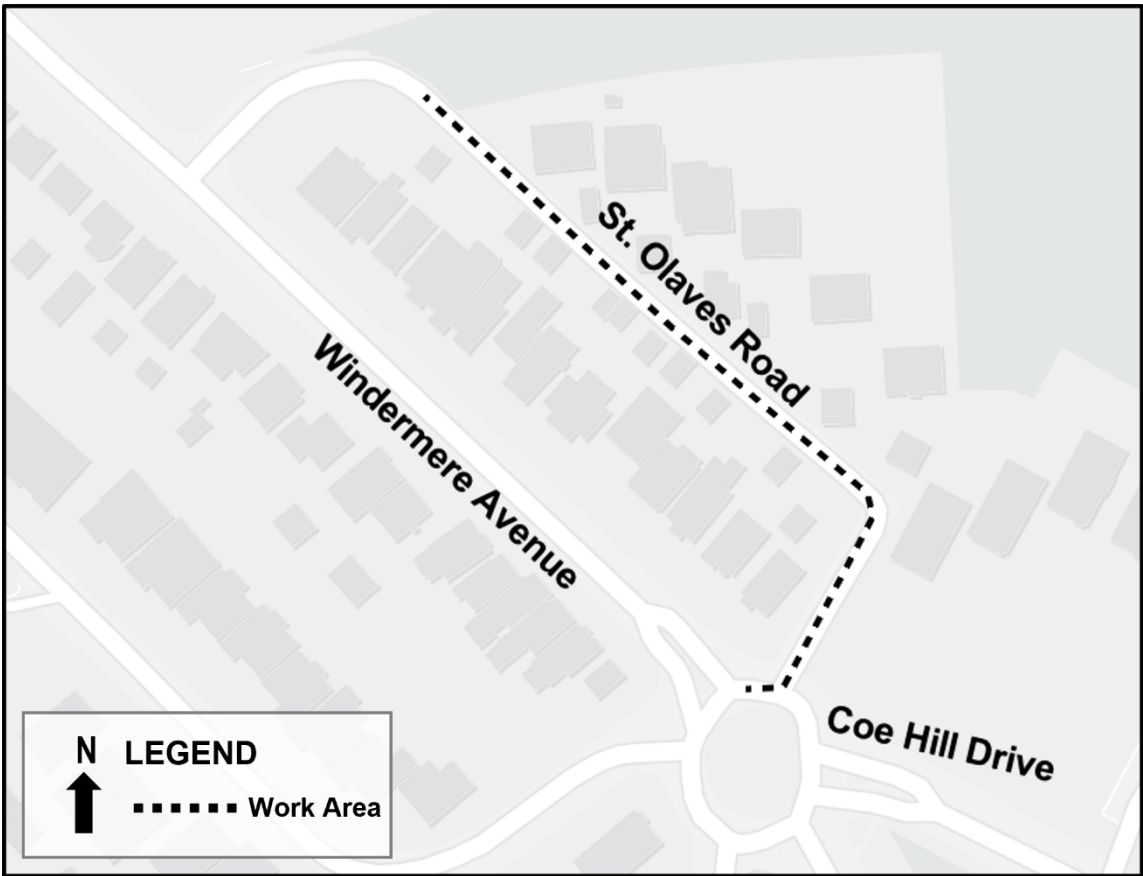 St. Olaves Road
Windermere Avenue
Coe Hill Drive
N LEGEND
Work Area